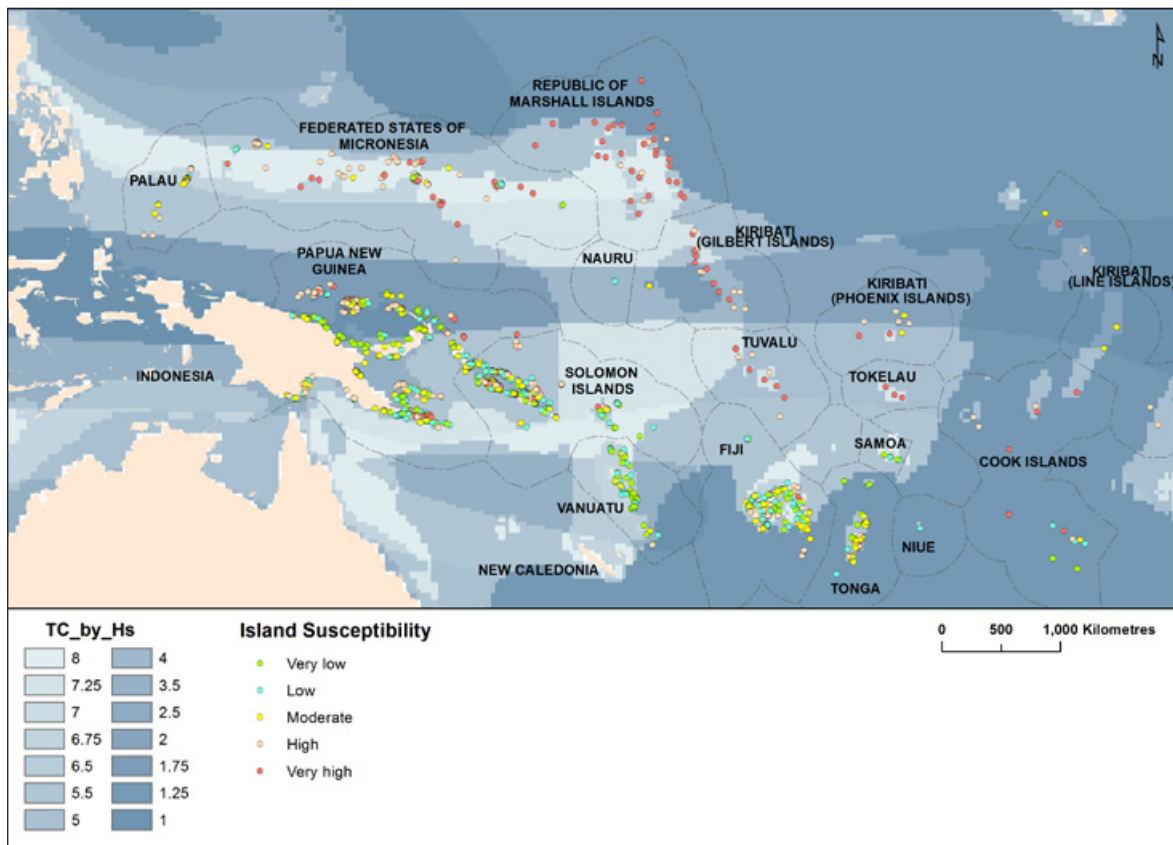 REPUBLIC OF
MARSHALL ISLANDS
FEDERATED STATES OF
MICRONESIA
PALAU
KIRIBATI
(GILBERT ISLANDS)
NAURU
PAPUA NEW
GUINEA
KIRIBATI
(LINE ISLANDS)
KIRIBATI
(PHOENIX ISLANDS)
TUVALU
INDONESIA
SOLOMON
ISLANDS
TOKELAU
FIJI
SAMOA
COOK ISLANDS
VANUATU
NIUE
NEW CALEDONIA
TONGA
N
TC_by_Hs
8
7.25
7
6.75
6.5
5.5
5
4
3.5
2.5
2
1.75
1.25
1
Island Susceptibility
Very low
Low
Moderate
High
Very high
0 500 1,000 Kilometres